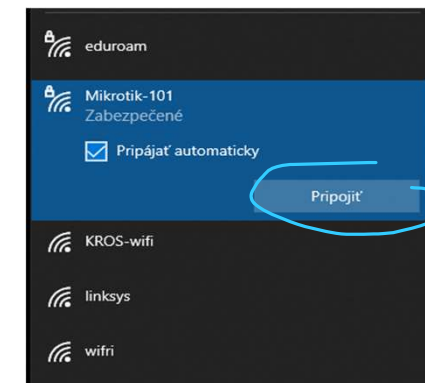 eduroam
Mikrotik-101
Zabezpečené
Pripájať automaticky
Pripojiť
KROS-wifi
linksys
wifri